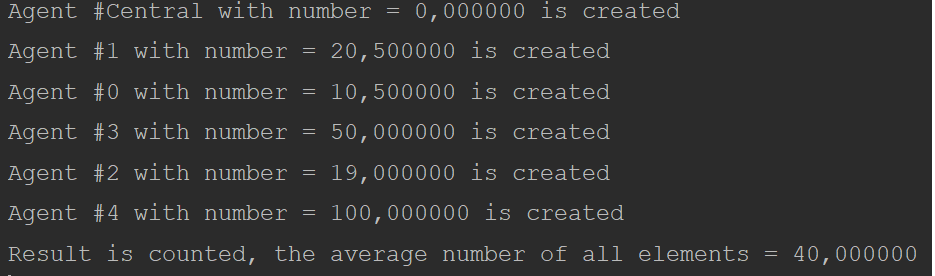 Agent #Central with number = 0,000000 is created
Agent #1 with number = 20,500000 is created
Agent #0 with number = 10,500000 is created
Agent #3 with number = 50,000000 is created
Agent #2 with number = 19,000000 is created
Agent #4 with number = 100,000000 is created
Result is counted, the average number of all elements = 40,000000